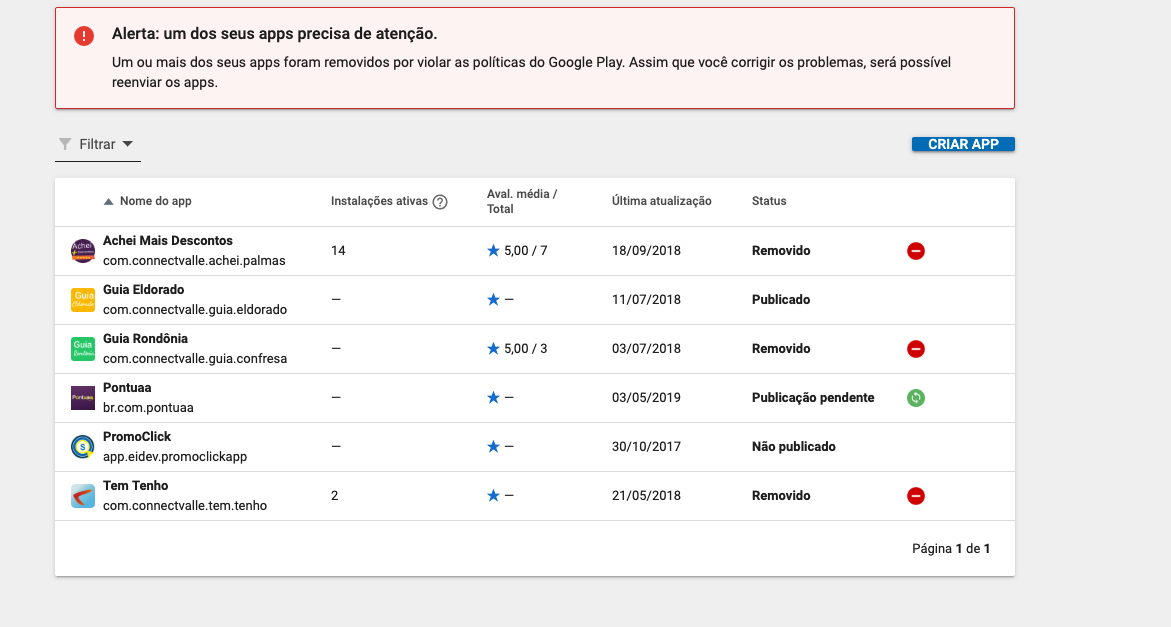 Alerta: um dos seus apps precisa de atenção.
Um ou mais dos seus apps foram removidos por violar as políticas do Google Play. Assim que você corrigir os problemas, será possível
reenviar os apps.
Filtrar
CRIAR APP
Nome do app Instalações ativas ? Aval. média / Total Última atualização Status
Achei Mais Descontos
com.connectvalle.achei.palmas
14 5,00 / 7 18/09/2018 Removido
Guia Eldorado
com.connectvalle.guia.eldorado
– – 11/07/2018 Publicado
Guia Rondônia
com.connectvalle.guia.confresa
– 5,00 / 3 03/07/2018 Removido
Pontuaa
br.com.pontuaa
– – 03/05/2019 Publicação pendente
PromoClick
app.eidev.promoclickapp
– – 30/10/2017 Não publicado
Tem Tenho
com.connectvalle.tem.tenho
2 – 21/05/2018 Removido
Página 1 de 1